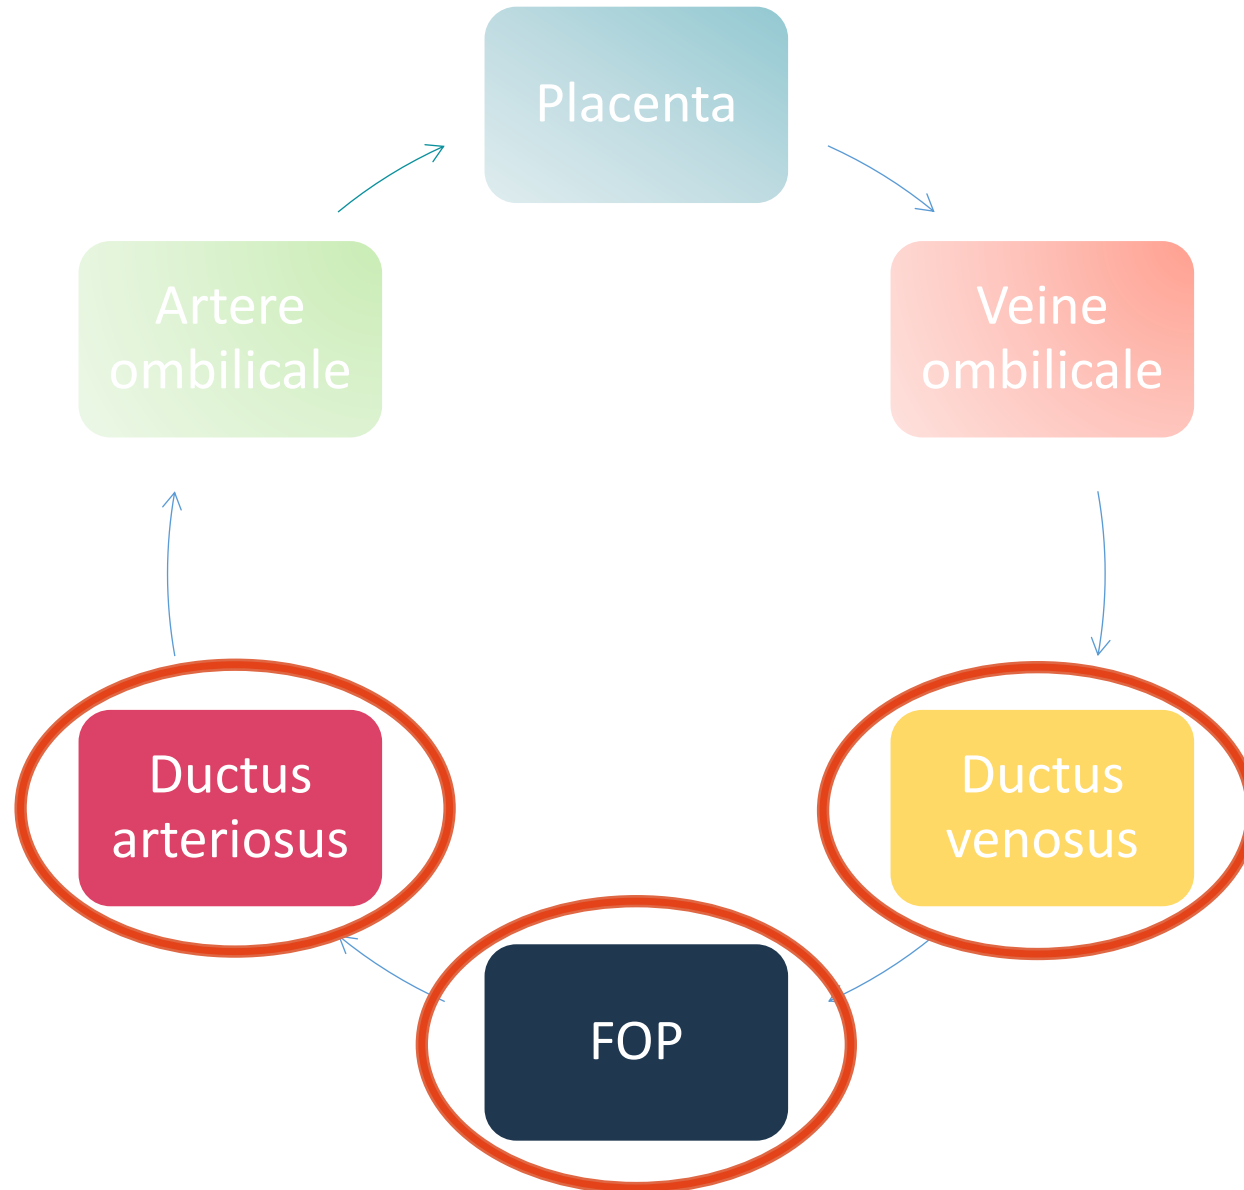 Placenta
Veine
ombilicale
Ductus
venosus
FOP
Ductus
arteriosus
Artere
ombilicale